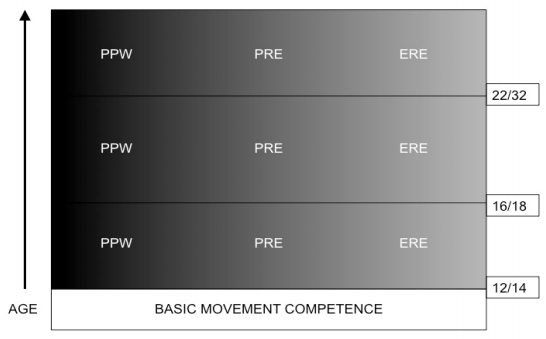 PPW PRE ERE
22/32
PPW PRE ERE
16/18
PPW PRE ERE
12/14
AGE BASIC MOVEMENT COMPETENCE